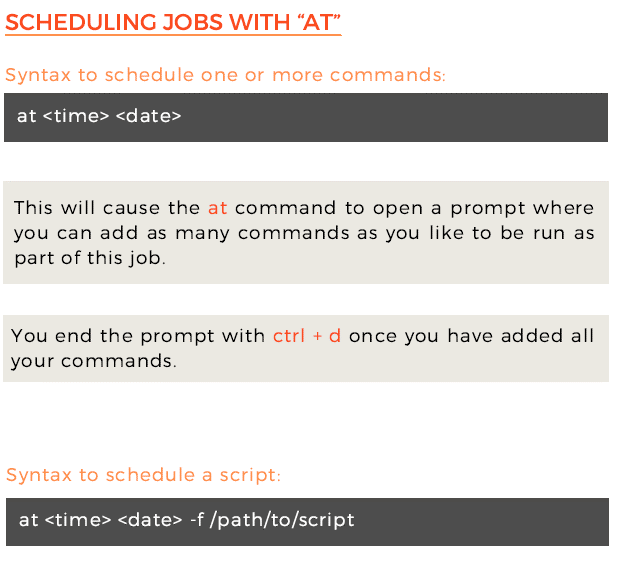 SCHEDULING JOBS WITH “AT”
Syntax to schedule one or more commands:
at <time> <date>
This will cause the at command to open a prompt where
you can add as many commands as you like to be run as
part of this job.
You end the prompt with ctrl + d once you have added all
your commands.
Syntax to schedule a script:
at <time> <date> -f /path/to/script